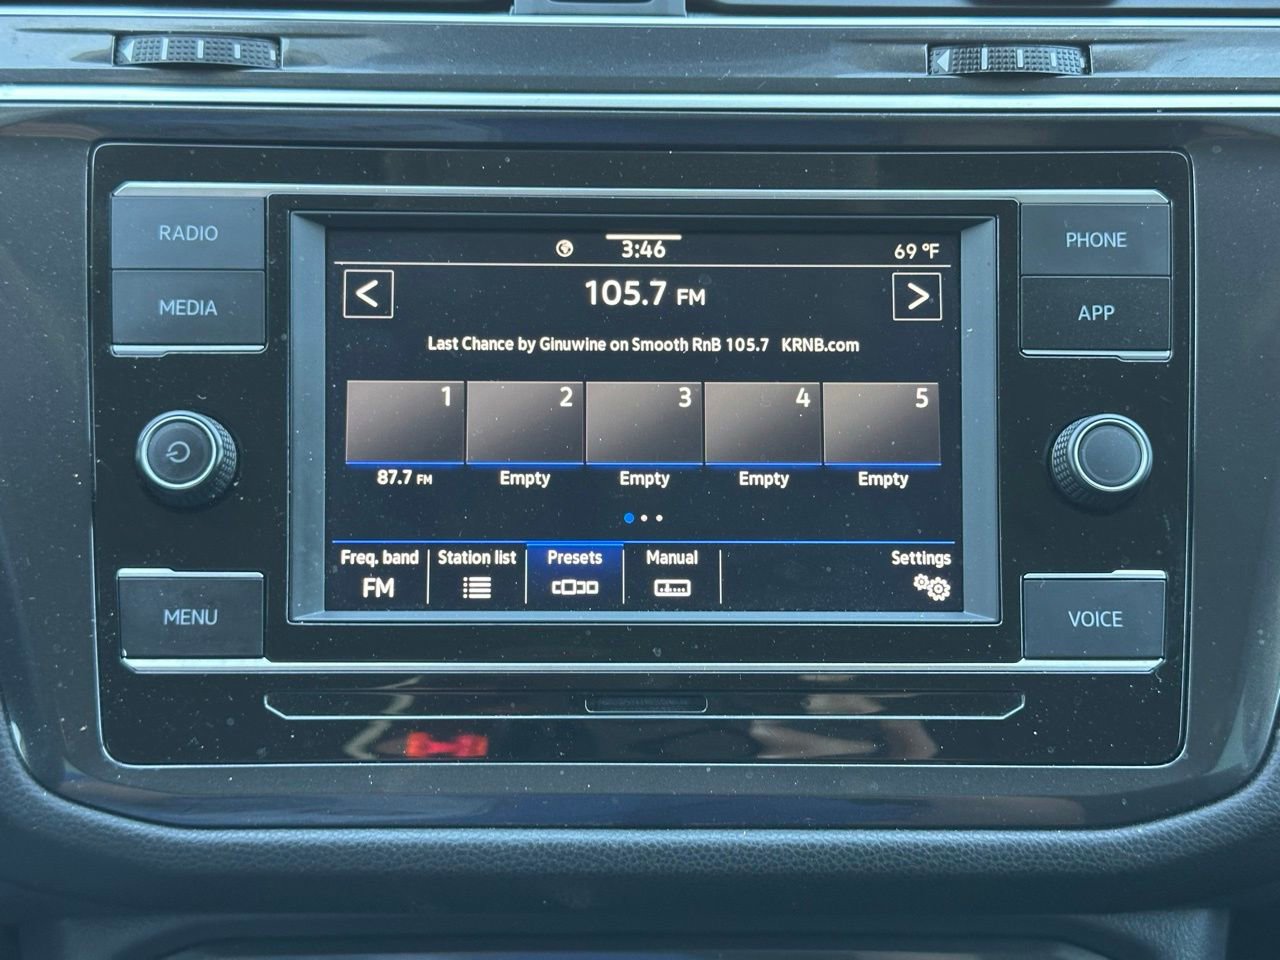 RADIO
MEDIA
MENU
PHONE
APP
VOICE
3:46
69 °F
< 105.7 FM >
Last Chance by Ginuwine on Smooth RnB 105.7 KRNB.com
1 2 3 4 5
87.7 FM Empty Empty Empty Empty
Freq. band Station list Presets Manual Settings
FM